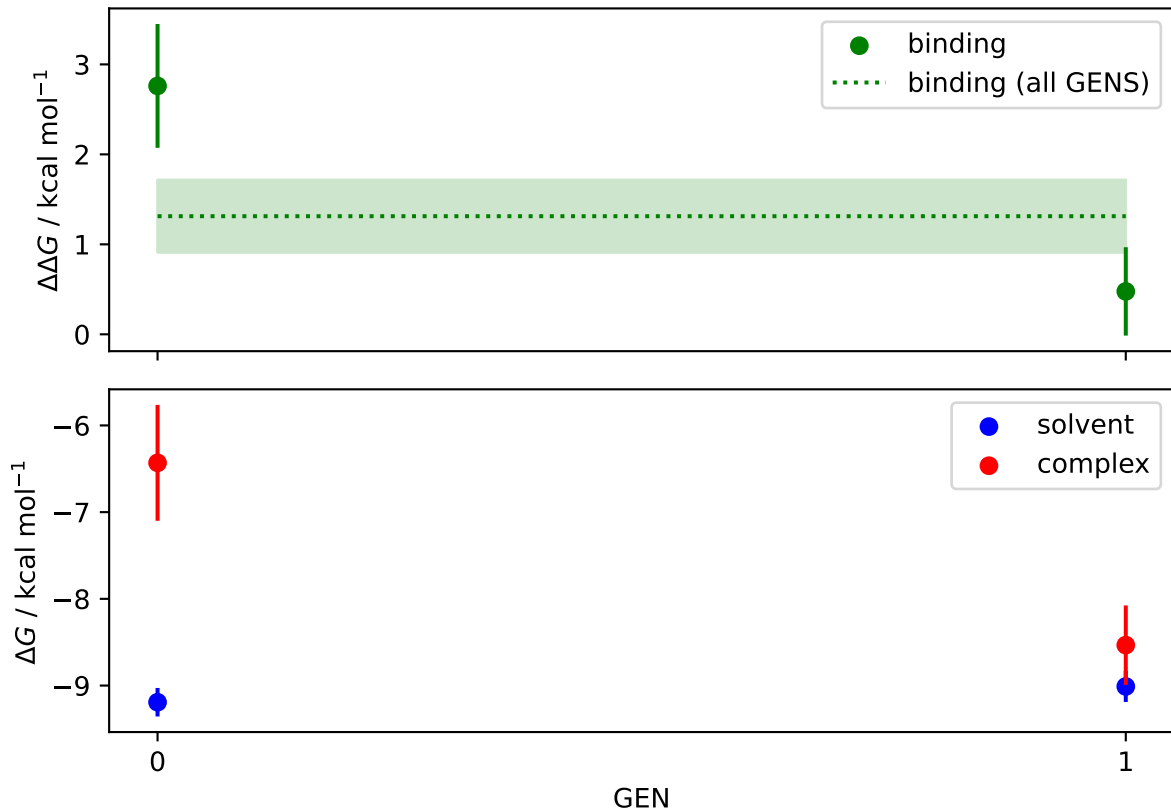 ΔΔG / kcal mol⁻¹
3
2
1
0
binding
binding (all GENS)
ΔG / kcal mol⁻¹
−6
−7
−8
−9
solvent
complex
0
1
GEN